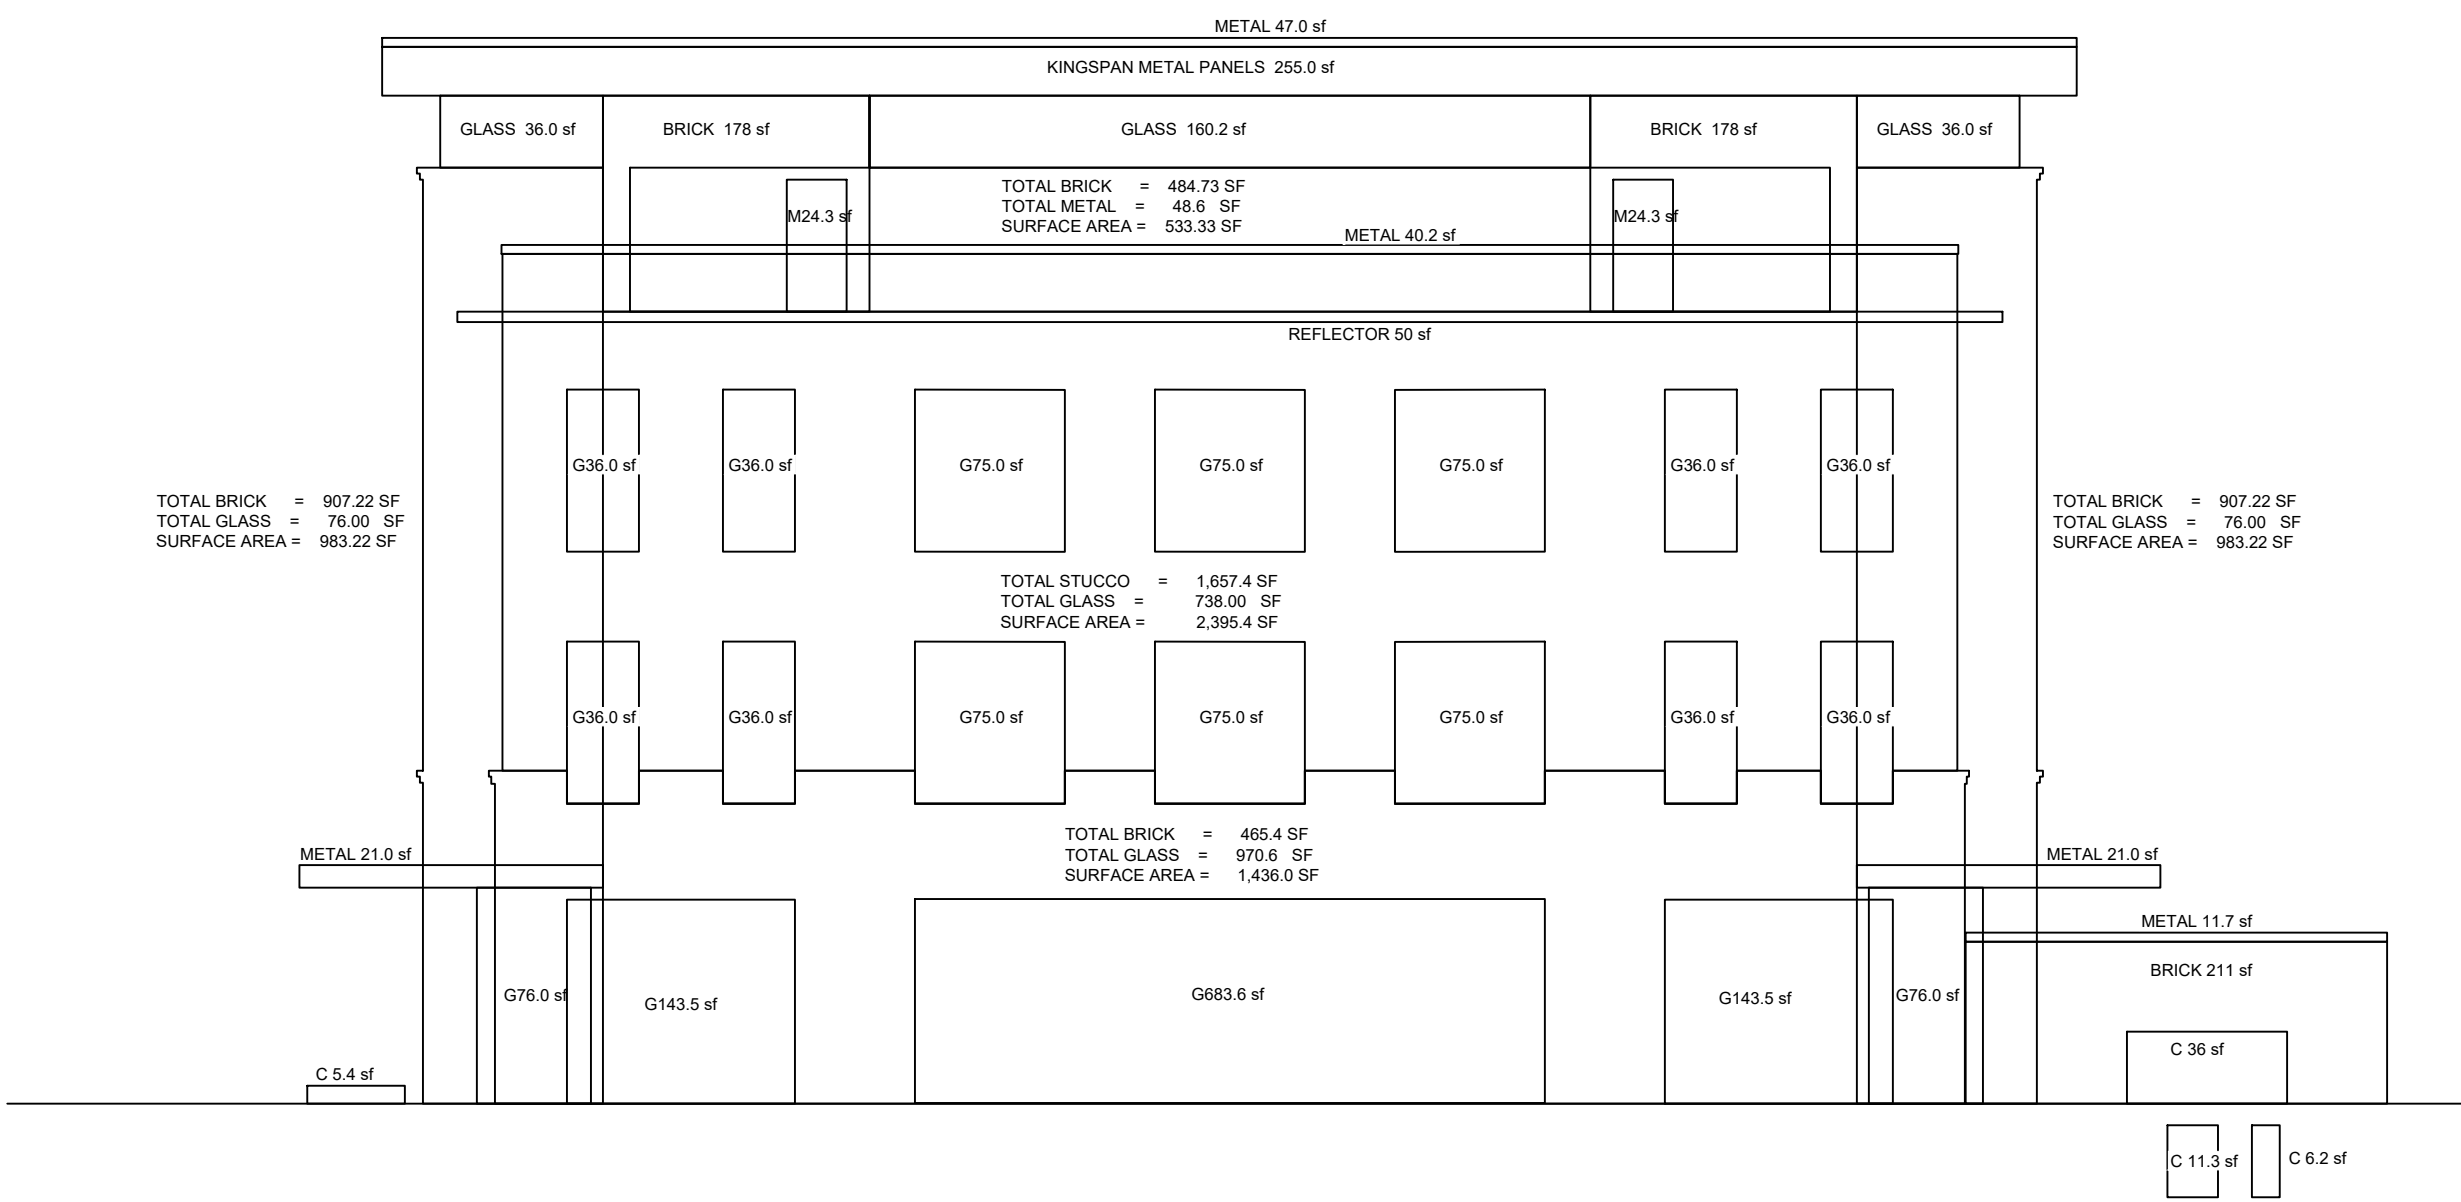 METAL 47.0 sf
KINGSPAN METAL PANELS 255.0 sf
GLASS 36.0 sf
BRICK 178 sf
GLASS 160.2 sf
BRICK 178 sf
GLASS 36.0 sf
TOTAL BRICK = 484.73 SF
TOTAL METAL = 48.6 SF
SURFACE AREA = 533.33 SF
M24.3 sf
M24.3 sf
METAL 40.2 sf
REFLECTOR 50 sf
G36.0 sf
G36.0 sf
G75.0 sf
G75.0 sf
G75.0 sf
G36.0 sf
G36.0 sf
TOTAL BRICK = 907.22 SF
TOTAL GLASS = 76.00 SF
SURFACE AREA = 983.22 SF
TOTAL BRICK = 907.22 SF
TOTAL GLASS = 76.00 SF
SURFACE AREA = 983.22 SF
TOTAL STUCCO = 1,657.4 SF
TOTAL GLASS = 738.00 SF
SURFACE AREA = 2,395.4 SF
G36.0 sf
G36.0 sf
G75.0 sf
G75.0 sf
G75.0 sf
G36.0 sf
G36.0 sf
TOTAL BRICK = 465.4 SF
TOTAL GLASS = 970.6 SF
SURFACE AREA = 1,436.0 SF
METAL 21.0 sf
METAL 21.0 sf
METAL 11.7 sf
BRICK 211 sf
G76.0 sf
G143.5 sf
G683.6 sf
G143.5 sf
G76.0 sf
C 36 sf
C 5.4 sf
C 11.3 sf
C 6.2 sf